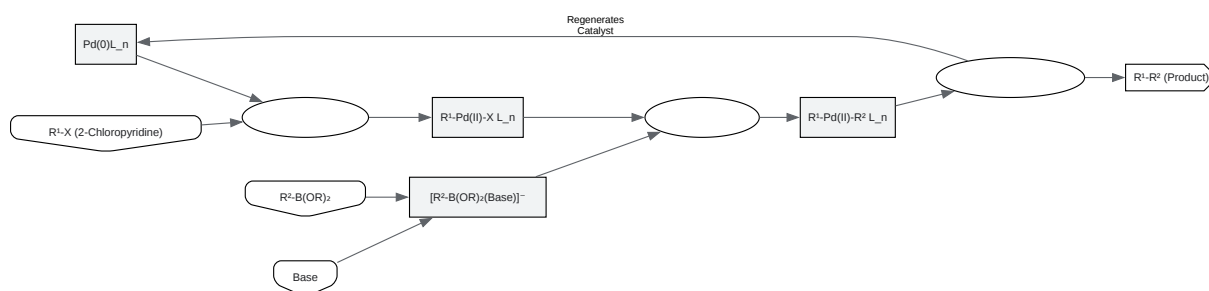 Regenerates
Catalyst
Pd(0)L_n
R¹-R² (Product)
R¹-X (2-Chloropyridine)
R¹-Pd(II)-X L_n
R¹-Pd(II)-R² L_n
R²-B(OR)₂
[R²-B(OR)₂(Base)]⁻
Base